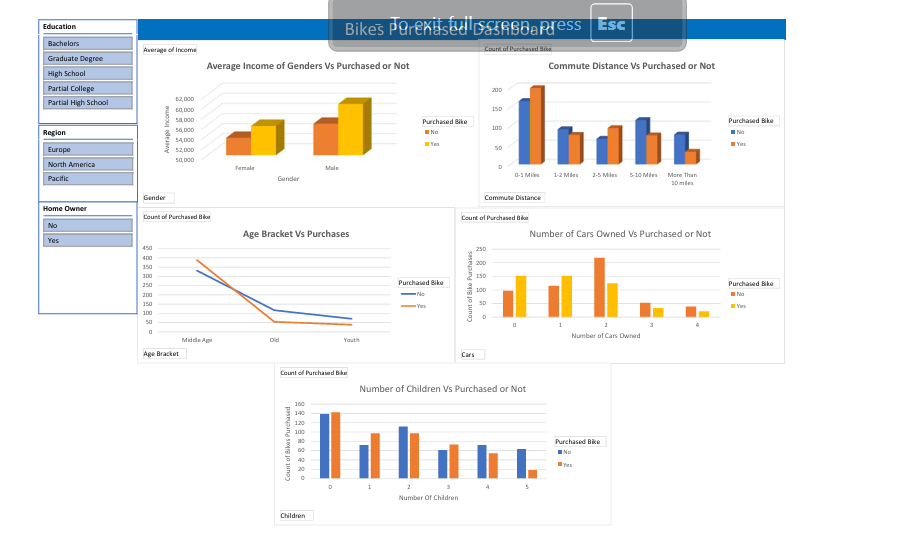 Bikes Purchased Dashboard
– To exit full screen, press Esc
Education
Bachelors
Graduate Degree
High School
Partial College
Partial High School
Region
Europe
North America
Pacific
Home Owner
No
Yes
Average of Income
Average Income of Genders Vs Purchased or Not
Average Income
62,000
60,000
58,000
56,000
54,000
52,000
50,000
Female
Male
Gender
Purchased Bike
No
Yes
Gender
Count of Purchased Bike
Commute Distance Vs Purchased or Not
200
150
100
50
0
0-1 Miles
1-2 Miles
2-5 Miles
5-10 Miles
More Than
10 miles
Purchased Bike
No
Yes
Commute Distance
Count of Purchased Bike
Age Bracket Vs Purchases
450
400
350
300
250
200
150
100
50
0
Middle Age
Old
Youth
Purchased Bike
No
Yes
Age Bracket
Count of Purchased Bike
Number of Cars Owned Vs Purchased or Not
Count of Bike Purchases
250
200
150
100
50
0
0
1
2
3
4
Number of Cars Owned
Purchased Bike
No
Yes
Cars
Count of Purchased Bike
Number of Children Vs Purchased or Not
Count of Bikes Purchased
160
140
120
100
80
60
40
20
0
0
1
2
3
4
5
Number Of Children
Purchased Bike
No
Yes
Children